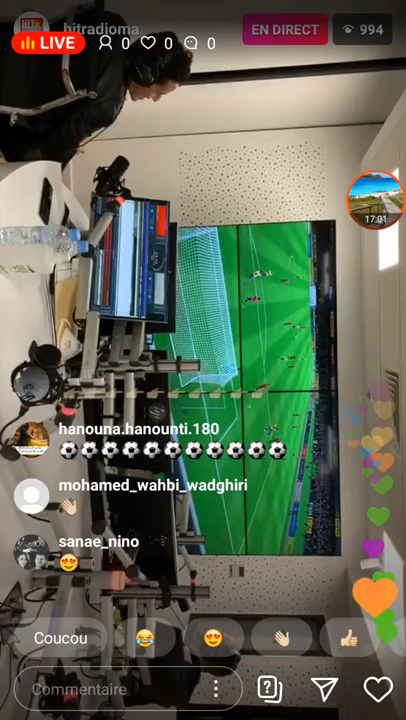 hitradioma
LIVE 0 0 0
EN DIRECT 994
17:01
hanouna.hanounti.180
⚽⚽⚽⚽⚽⚽⚽⚽⚽⚽⚽
mohamed_wahbi_wadghiri
👋🏻
sanae_nino
😍
Coucou 😂 😍 👋🏻 👍🏻
Commentaire